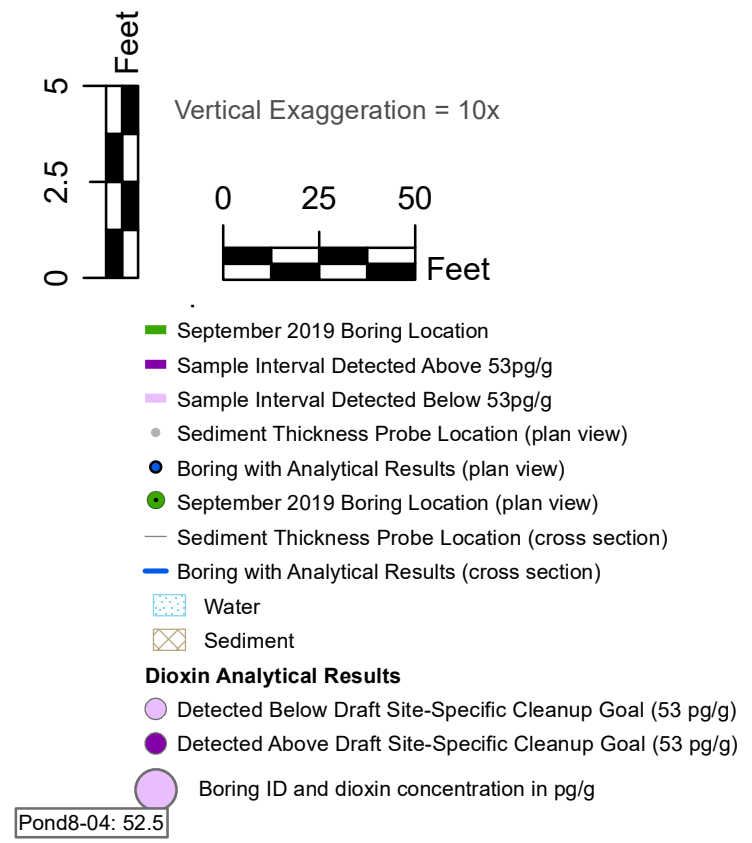 Feet
5
2.5
0
Vertical Exaggeration = 10x
0 25 50
Feet
September 2019 Boring Location
Sample Interval Detected Above 53pg/g
Sample Interval Detected Below 53pg/g
Sediment Thickness Probe Location (plan view)
Boring with Analytical Results (plan view)
September 2019 Boring Location (plan view)
Sediment Thickness Probe Location (cross section)
Boring with Analytical Results (cross section)
Water
Sediment
Dioxin Analytical Results
Detected Below Draft Site-Specific Cleanup Goal (53 pg/g)
Detected Above Draft Site-Specific Cleanup Goal (53 pg/g)
Boring ID and dioxin concentration in pg/g
Pond8-04: 52.5